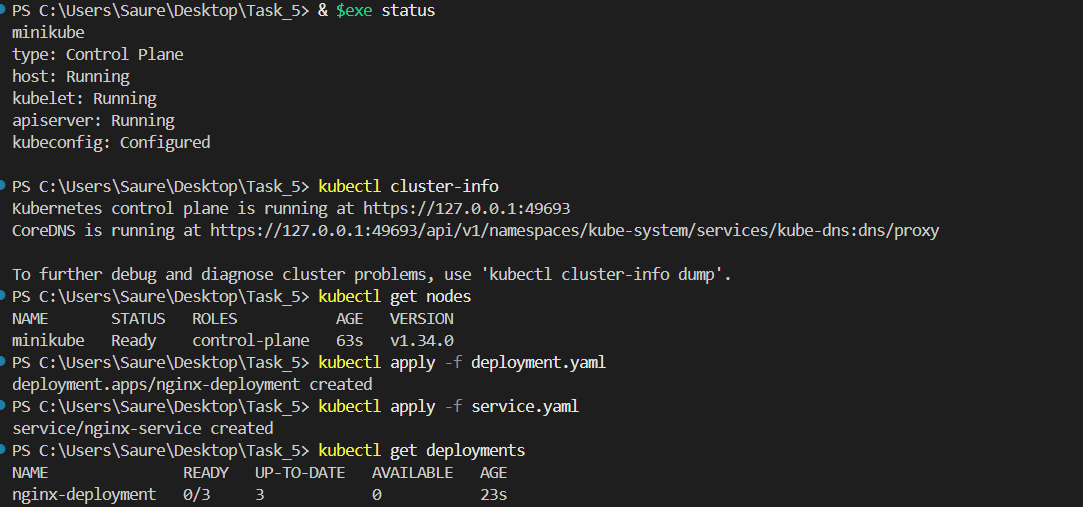 PS C:\Users\Saure\Desktop\Task_5> & $exe status
minikube
type: Control Plane
host: Running
kubelet: Running
apiserver: Running
kubeconfig: Configured

PS C:\Users\Saure\Desktop\Task_5> kubectl cluster-info
Kubernetes control plane is running at https://127.0.0.1:49693
CoreDNS is running at https://127.0.0.1:49693/api/v1/namespaces/kube-system/services/kube-dns:dns/proxy

To further debug and diagnose cluster problems, use 'kubectl cluster-info dump'.
PS C:\Users\Saure\Desktop\Task_5> kubectl get nodes
NAME       STATUS   ROLES           AGE   VERSION
minikube   Ready    control-plane   63s   v1.34.0
PS C:\Users\Saure\Desktop\Task_5> kubectl apply -f deployment.yaml
deployment.apps/nginx-deployment created
PS C:\Users\Saure\Desktop\Task_5> kubectl apply -f service.yaml
service/nginx-service created
PS C:\Users\Saure\Desktop\Task_5> kubectl get deployments
NAME               READY   UP-TO-DATE   AVAILABLE   AGE
nginx-deployment   0/3     3            0           23s